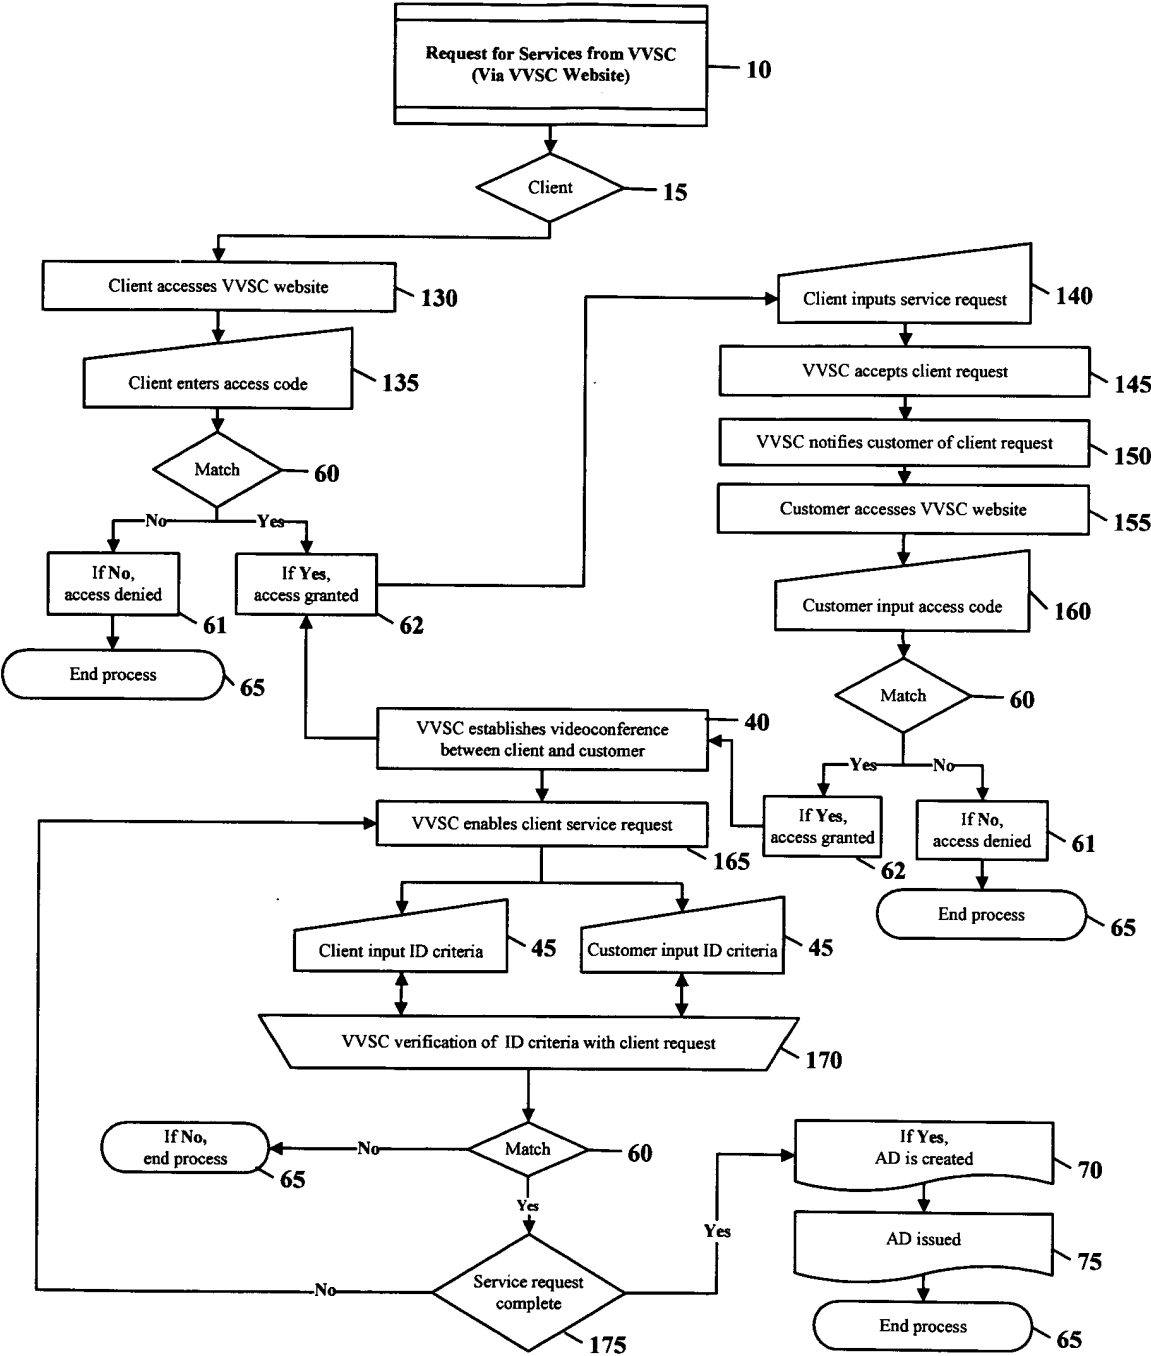 Request for Services from VVSC
(Via VVSC Website)
10
Client
15
Client accesses VVSC website
130
Client enters access code
135
Match
60
No
Yes
If No,
access denied
61
If Yes,
access granted
62
End process
65
Client inputs service request
140
VVSC accepts client request
145
VVSC notifies customer of client request
150
Customer accesses VVSC website
155
Customer input access code
160
Match
60
Yes
No
If Yes,
access granted
62
If No,
access denied
61
End process
65
VVSC establishes videoconference
between client and customer
40
VVSC enables client service request
165
Client input ID criteria
45
Customer input ID criteria
45
VVSC verification of ID criteria with client request
170
Match
60
No
If No,
end process
65
Yes
Service request
complete
175
No
Yes
If Yes,
AD is created
70
AD issued
75
End process
65